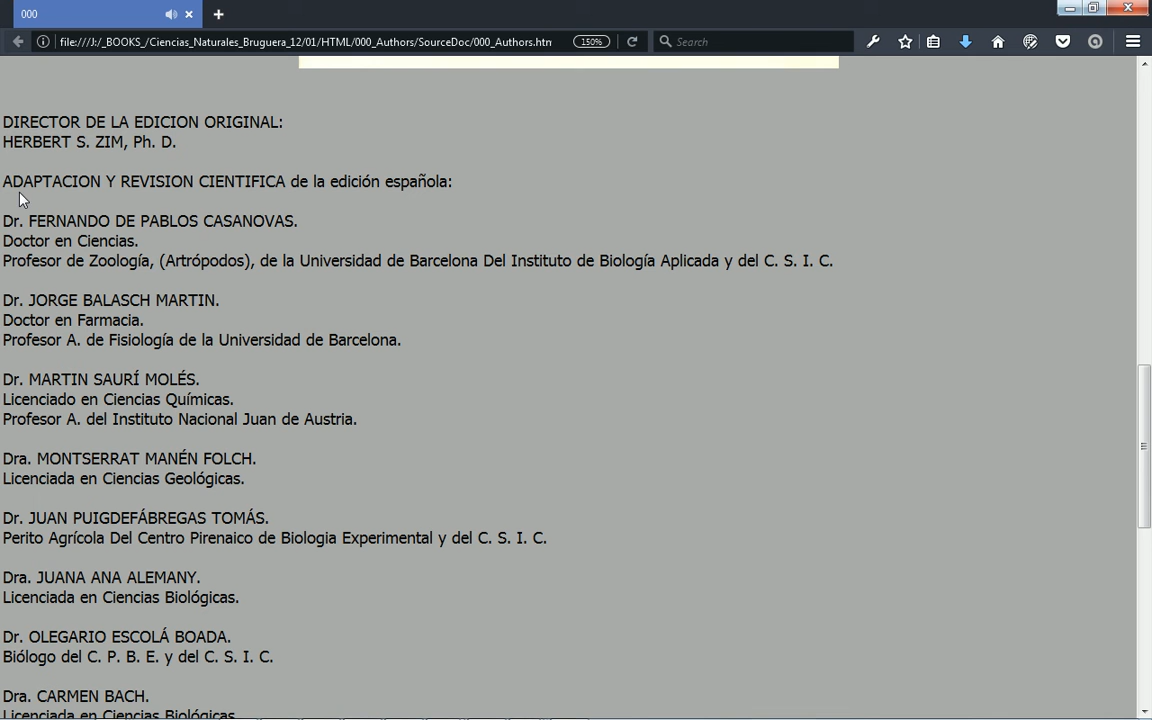 000
file:///J:/_BOOKS_/Ciencias_Naturales_Bruguera_12/01/HTML/000_Authors/SourceDoc/000_Authors.htm
150%
Search
DIRECTOR DE LA EDICION ORIGINAL:
HERBERT S. ZIM, Ph. D.
ADAPTACION Y REVISION CIENTIFICA de la edición española:
Dr. FERNANDO DE PABLOS CASANOVAS.
Doctor en Ciencias.
Profesor de Zoología, (Artrópodos), de la Universidad de Barcelona Del Instituto de Biología Aplicada y del C. S. I. C.
Dr. JORGE BALASCH MARTIN.
Doctor en Farmacia.
Profesor A. de Fisiología de la Universidad de Barcelona.
Dr. MARTIN SAURÍ MOLÉS.
Licenciado en Ciencias Químicas.
Profesor A. del Instituto Nacional Juan de Austria.
Dra. MONTSERRAT MANÉN FOLCH.
Licenciada en Ciencias Geológicas.
Dr. JUAN PUIGDEFÁBREGAS TOMÁS.
Perito Agrícola Del Centro Pirenaico de Biologia Experimental y del C. S. I. C.
Dra. JUANA ANA ALEMANY.
Licenciada en Ciencias Biológicas.
Dr. OLEGARIO ESCOLÁ BOADA.
Biólogo del C. P. B. E. y del C. S. I. C.
Dra. CARMEN BACH.
Licenciada en Ciencias Biológicas.